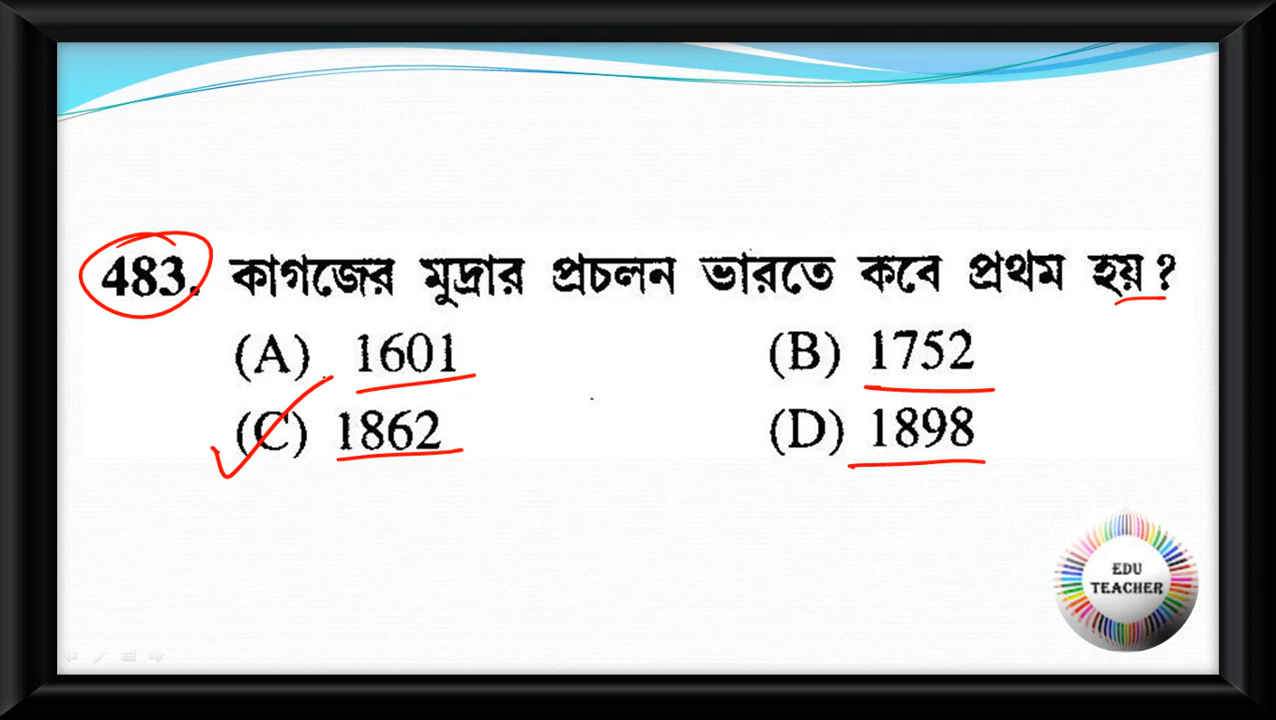 483. কাগজের মুদ্রার প্রচলন ভারতে কবে প্রথম হয় ?
(A) 1601 (B) 1752
(C) 1862 (D) 1898
EDU
TEACHER